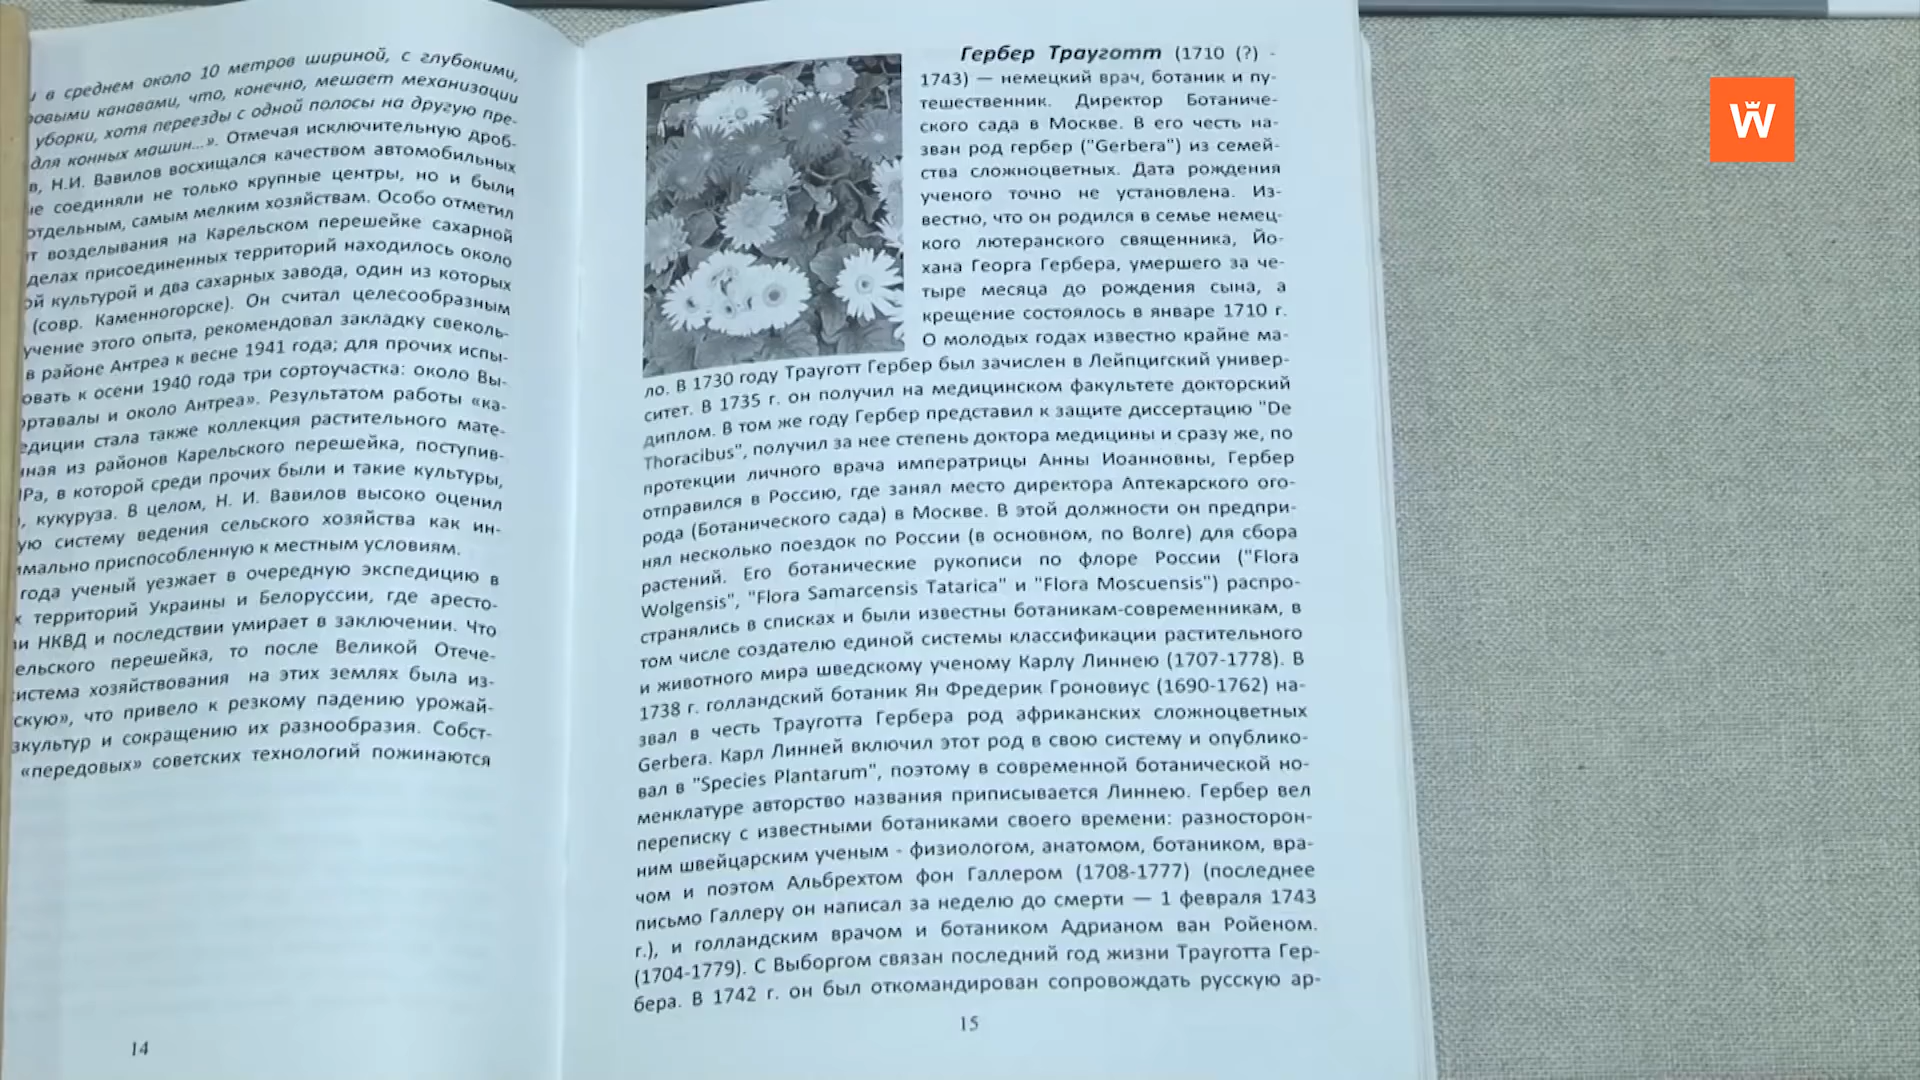 в среднем около 10 метров шириной, с глубокими,
канавами, что, конечно, мешает механизации
уборки, хотя переезды с одной полосы на другую пре-
для конных машин...». Отмечая исключительную дроб-
в, Н.И. Вавилов восхищался качеством автомобильных
соединяли не только крупные центры, но и были
отдельным, самым мелким хозяйствам. Особо отметил
возделывания на Карельском перешейке сахарной
делах присоединенных территорий находилось около
ой культурой и два сахарных завода, один из которых
(совр. Каменногорске). Он считал целесообразным
учение этого опыта, рекомендовал закладку свеколь-
в районе Антреа к весне 1941 года; для прочих испы-
овать к осени 1940 года три сортоучастка: около Вы-
ртавалы и около Антреа». Результатом работы «ка-
едиции стала также коллекция растительного мате-
ная из районов Карельского перешейка, поступив-
Ра, в которой среди прочих были и такие культуры,
, кукуруза. В целом, Н. И. Вавилов высоко оценил
ую систему ведения сельского хозяйства как ин-
имально приспособленную к местным условиям.
года ученый уезжает в очередную экспедицию в
х территорий Украины и Белоруссии, где аресто-
ми НКВД и последствии умирает в заключении. Что
ельского перешейка, то после Великой Отече-
истема хозяйствования на этих землях была из-
скую», что привело к резкому падению урожай-
зкультур и сокращению их разнообразия. Собст-
«передовых» советских технологий пожинаются
14
Гербер Трауготт (1710 (?) -
1743) — немецкий врач, ботаник и пу-
тешественник. Директор Ботаниче-
ского сада в Москве. В его честь на-
зван род гербер ("Gerbera") из семей-
ства сложноцветных. Дата рождения
ученого точно не установлена. Из-
вестно, что он родился в семье немец-
кого лютеранского священника, Йо-
хана Георга Гербера, умершего за че-
тыре месяца до рождения сына, а
крещение состоялось в январе 1710 г.
О молодых годах известно крайне ма-
ло. В 1730 году Трауготт Гербер был зачислен в Лейпцигский универ-
ситет. В 1735 г. он получил на медицинском факультете докторский
диплом. В том же году Гербер представил к защите диссертацию "De
Thoracibus", получил за нее степень доктора медицины и сразу же, по
протекции личного врача императрицы Анны Иоанновны, Гербер
отправился в Россию, где занял место директора Аптекарского ого-
рода (Ботанического сада) в Москве. В этой должности он предпри-
нял несколько поездок по России (в основном, по Волге) для сбора
растений. Его ботанические рукописи по флоре России ("Flora
Wolgensis", "Flora Samarcensis Tatarica" и "Flora Moscuensis") распро-
странялись в списках и были известны ботаникам-современникам, в
том числе создателю единой системы классификации растительного
и животного мира шведскому ученому Карлу Линнею (1707-1778). В
1738 г. голландский ботаник Ян Фредерик Гроновиус (1690-1762) на-
звал в честь Трауготта Гербера род африканских сложноцветных
Gerbera. Карл Линней включил этот род в свою систему и опублико-
вал в "Species Plantarum", поэтому в современной ботанической но-
менклатуре авторство названия приписывается Линнею. Гербер вел
переписку с известными ботаниками своего времени: разносторон-
ним швейцарским ученым - физиологом, анатомом, ботаником, вра-
чом и поэтом Альбрехтом фон Галлером (1708-1777) (последнее
письмо Галлеру он написал за неделю до смерти — 1 февраля 1743
г.), и голландским врачом и ботаником Адрианом ван Ройеном.
(1704-1779). С Выборгом связан последний год жизни Трауготта Гер-
бера. В 1742 г. он был откомандирован сопровождать русскую ар-
15
W